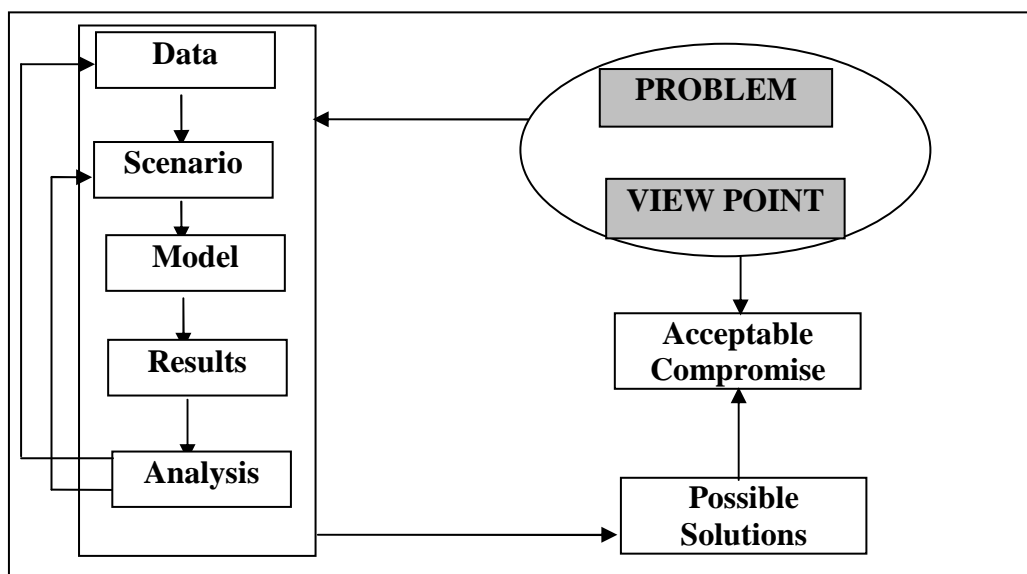 Data
Scenario
Model
Results
Analysis
PROBLEM
VIEW POINT
Acceptable
Compromise
Possible
Solutions